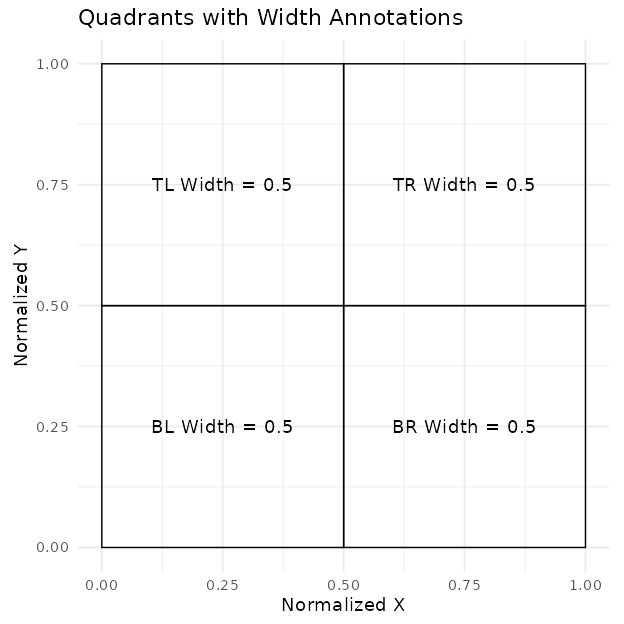 Quadrants with Width Annotations
1.00
TL Width = 0.5
TR Width = 0.5
0.75
Normalized Y
0.50
BL Width = 0.5
BR Width = 0.5
0.25
0.00
0.00 0.25 0.50 0.75 1.00
Normalized X